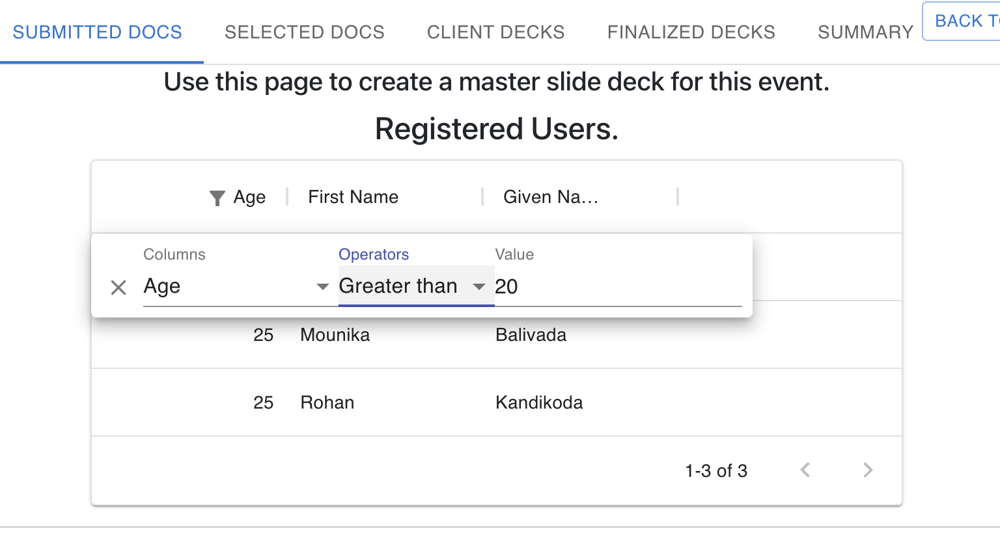 SUBMITTED DOCS SELECTED DOCS CLIENT DECKS FINALIZED DECKS SUMMARY BACK
Use this page to create a master slide deck for this event.
Registered Users.
Age First Name Given Na...
Columns Operators Value
Age Greater than 20
25 Mounika Balivada
25 Rohan Kandikoda
1-3 of 3